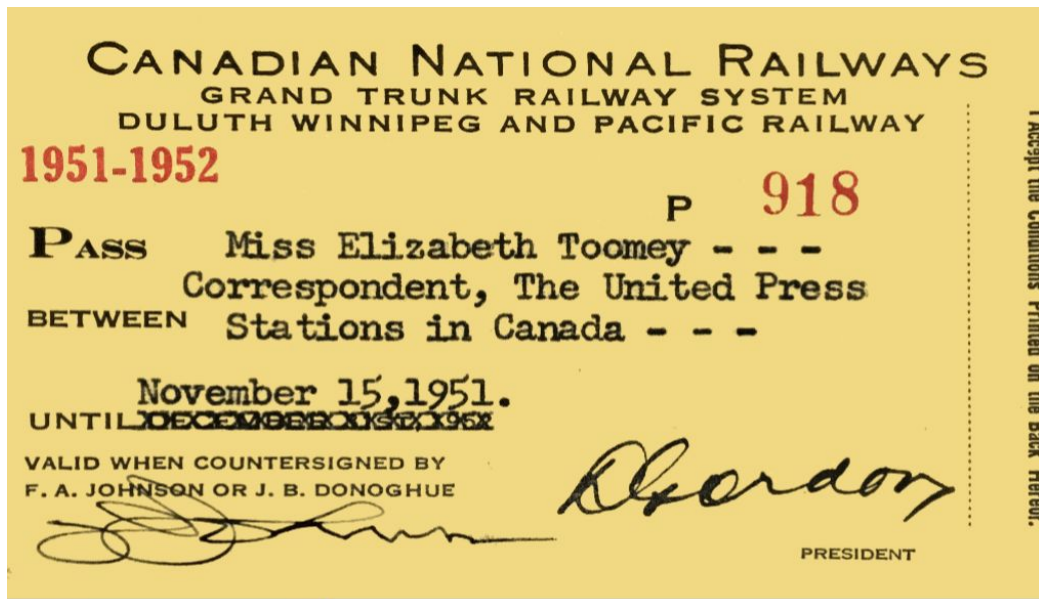 CANADIAN NATIONAL RAILWAYS
GRAND TRUNK RAILWAY SYSTEM
DULUTH WINNIPEG AND PACIFIC RAILWAY
1951-1952
P 918
PASS Miss Elizabeth Toomey - - -
Correspondent, The United Press
BETWEEN Stations in Canada - - -
November 15,1951.
UNTIL
VALID WHEN COUNTERSIGNED BY
F. A. JOHNSON OR J. B. DONOGHUE
DGordon
PRESIDENT
I Accept the Conditions Printed on the Back Hereof.